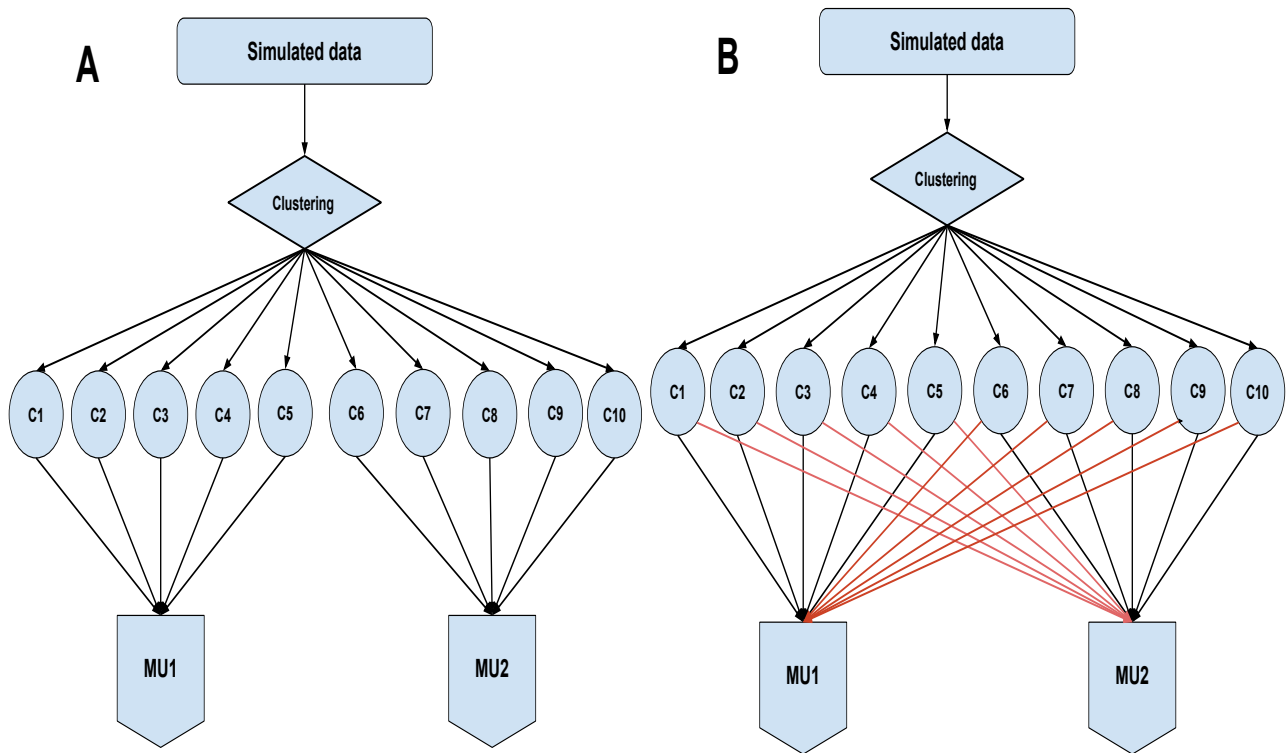 A
Simulated data
Clustering
C1
C2
C3
C4
C5
C6
C7
C8
C9
C10
MU1
MU2
B
Simulated data
Clustering
C1
C2
C3
C4
C5
C6
C7
C8
C9
C10
MU1
MU2